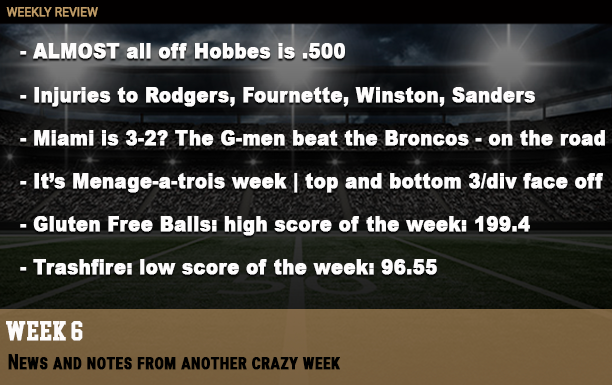 WEEKLY REVIEW
- ALMOST all off Hobbes is .500
- Injuries to Rodgers, Fournette, Winston, Sanders
- Miami is 3-2? The G-men beat the Broncos - on the road
- It's Menage-a-trois week | top and bottom 3/div face off
- Gluten Free Balls: high score of the week: 199.4
- Trashfire: low score of the week: 96.55
WEEK 6
News and notes from another crazy week